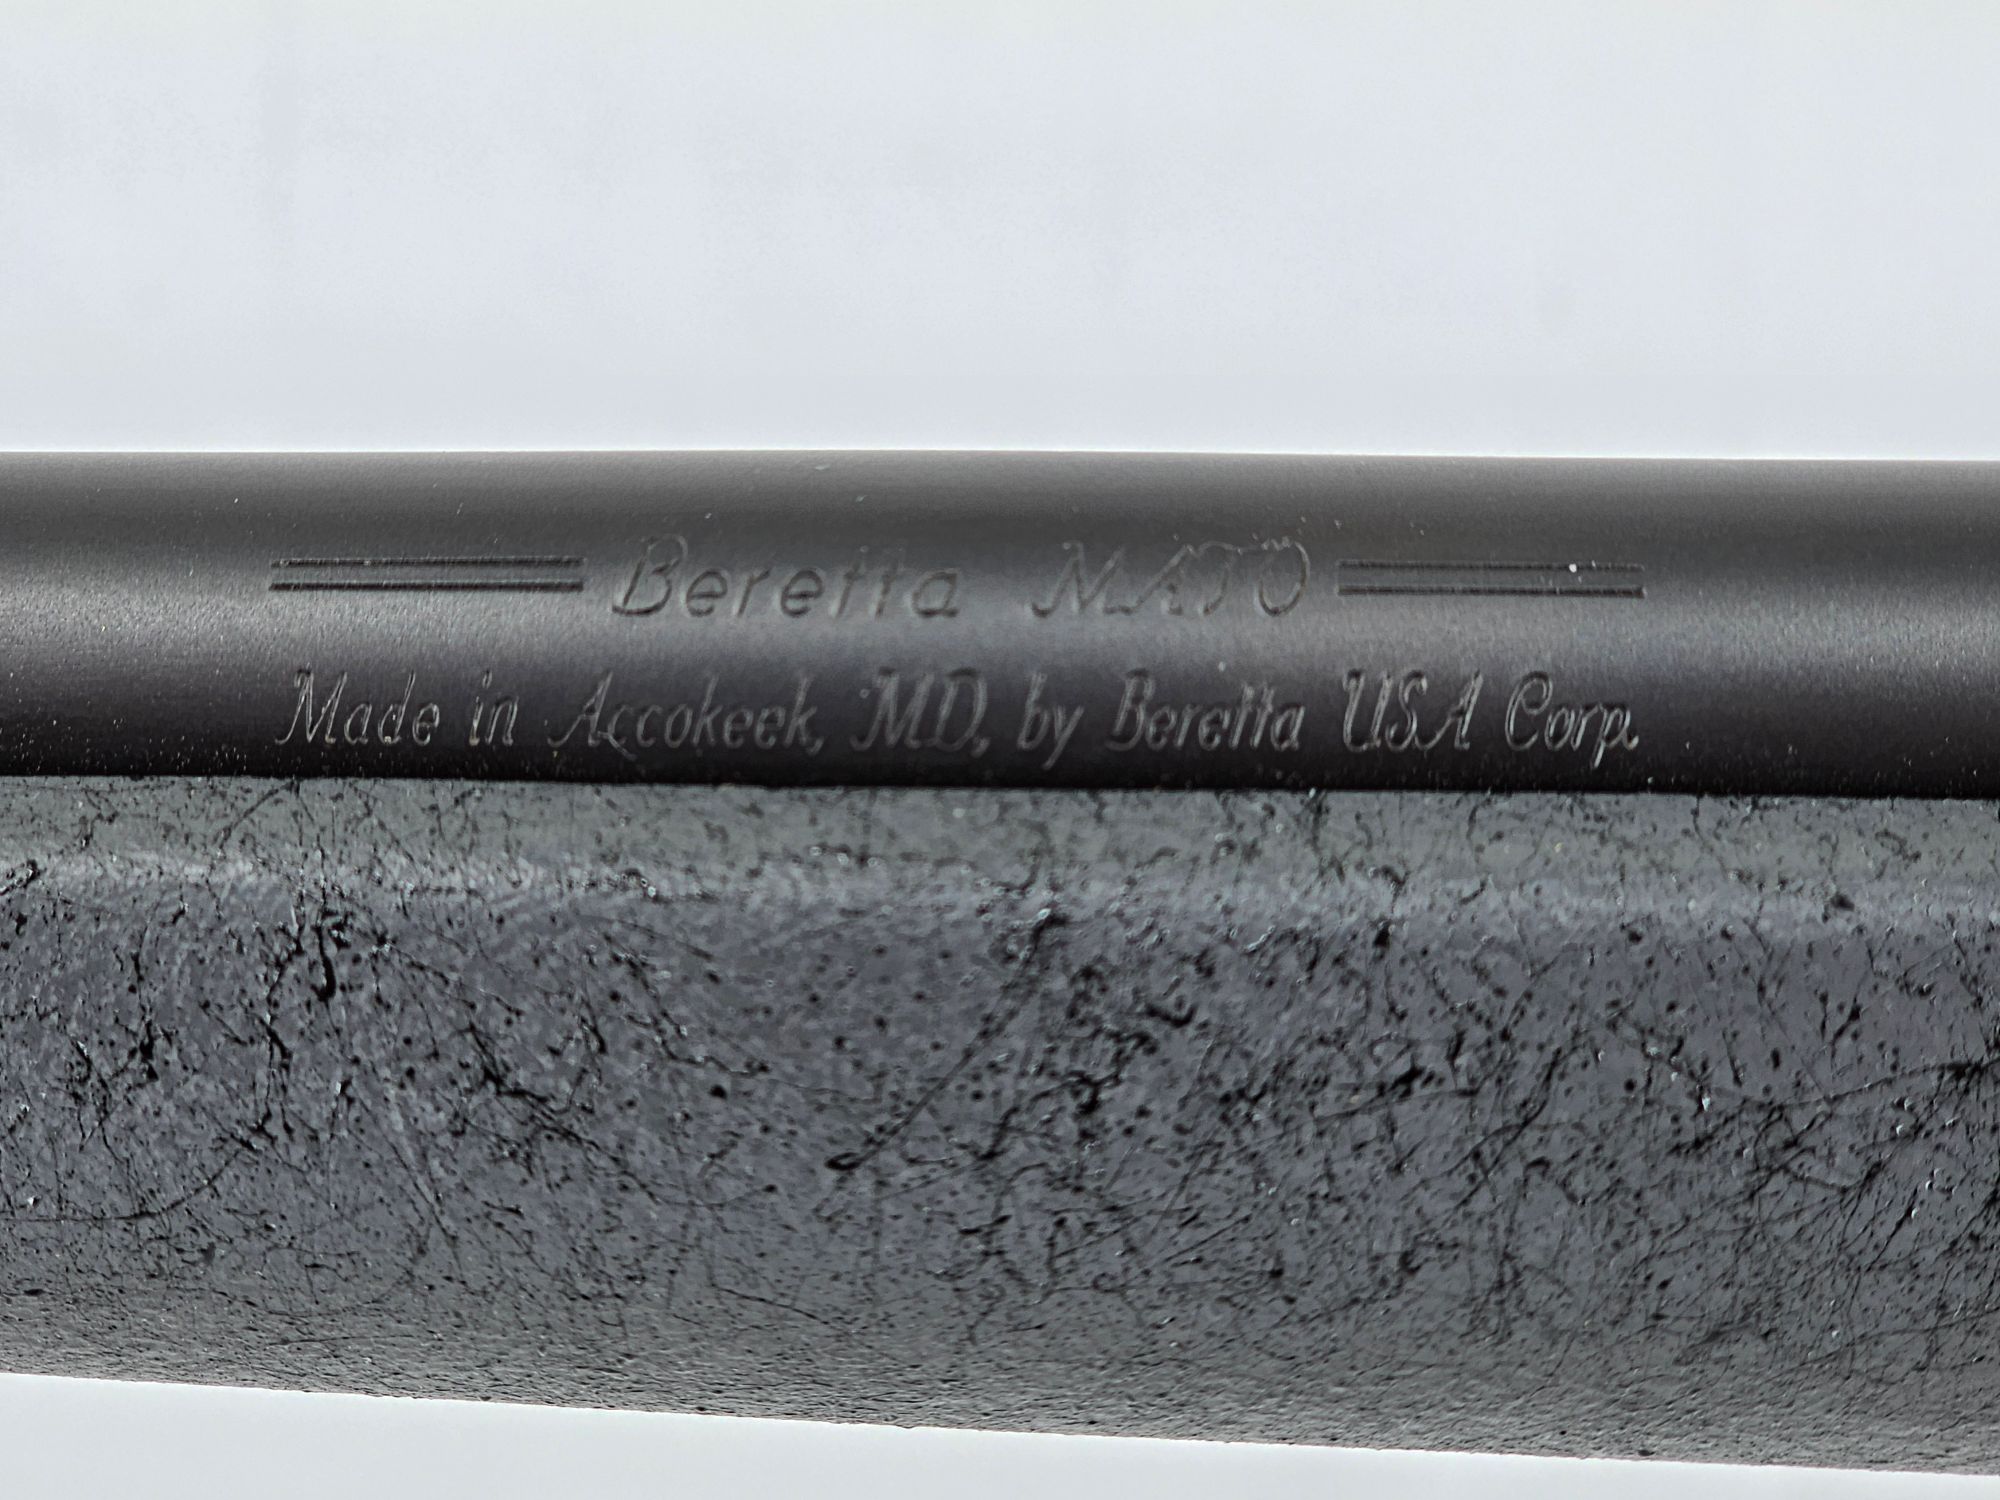 Beretta MATO
Made in Accokeek, MD, by Beretta USA Corp.